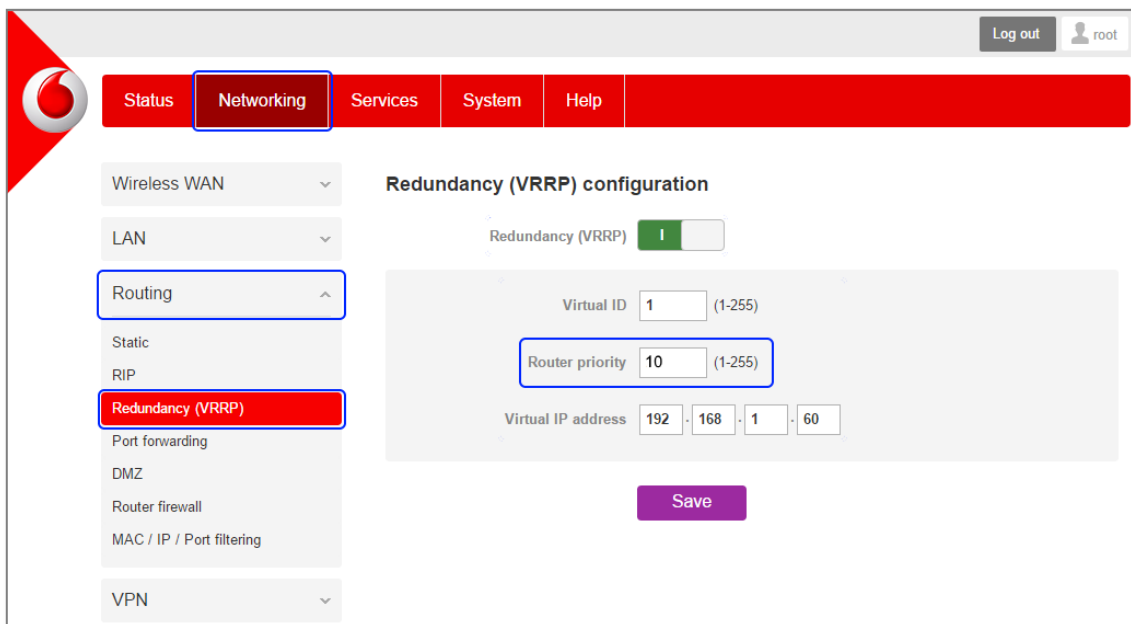 Log out
root
Status Networking Services System Help
Wireless WAN
LAN
Routing
Static
RIP
Redundancy (VRRP)
Port forwarding
DMZ
Router firewall
MAC / IP / Port filtering
VPN
Redundancy (VRRP) configuration
Redundancy (VRRP) I
Virtual ID 1 (1-255)
Router priority 10 (1-255)
Virtual IP address 192 . 168 . 1 . 60
Save